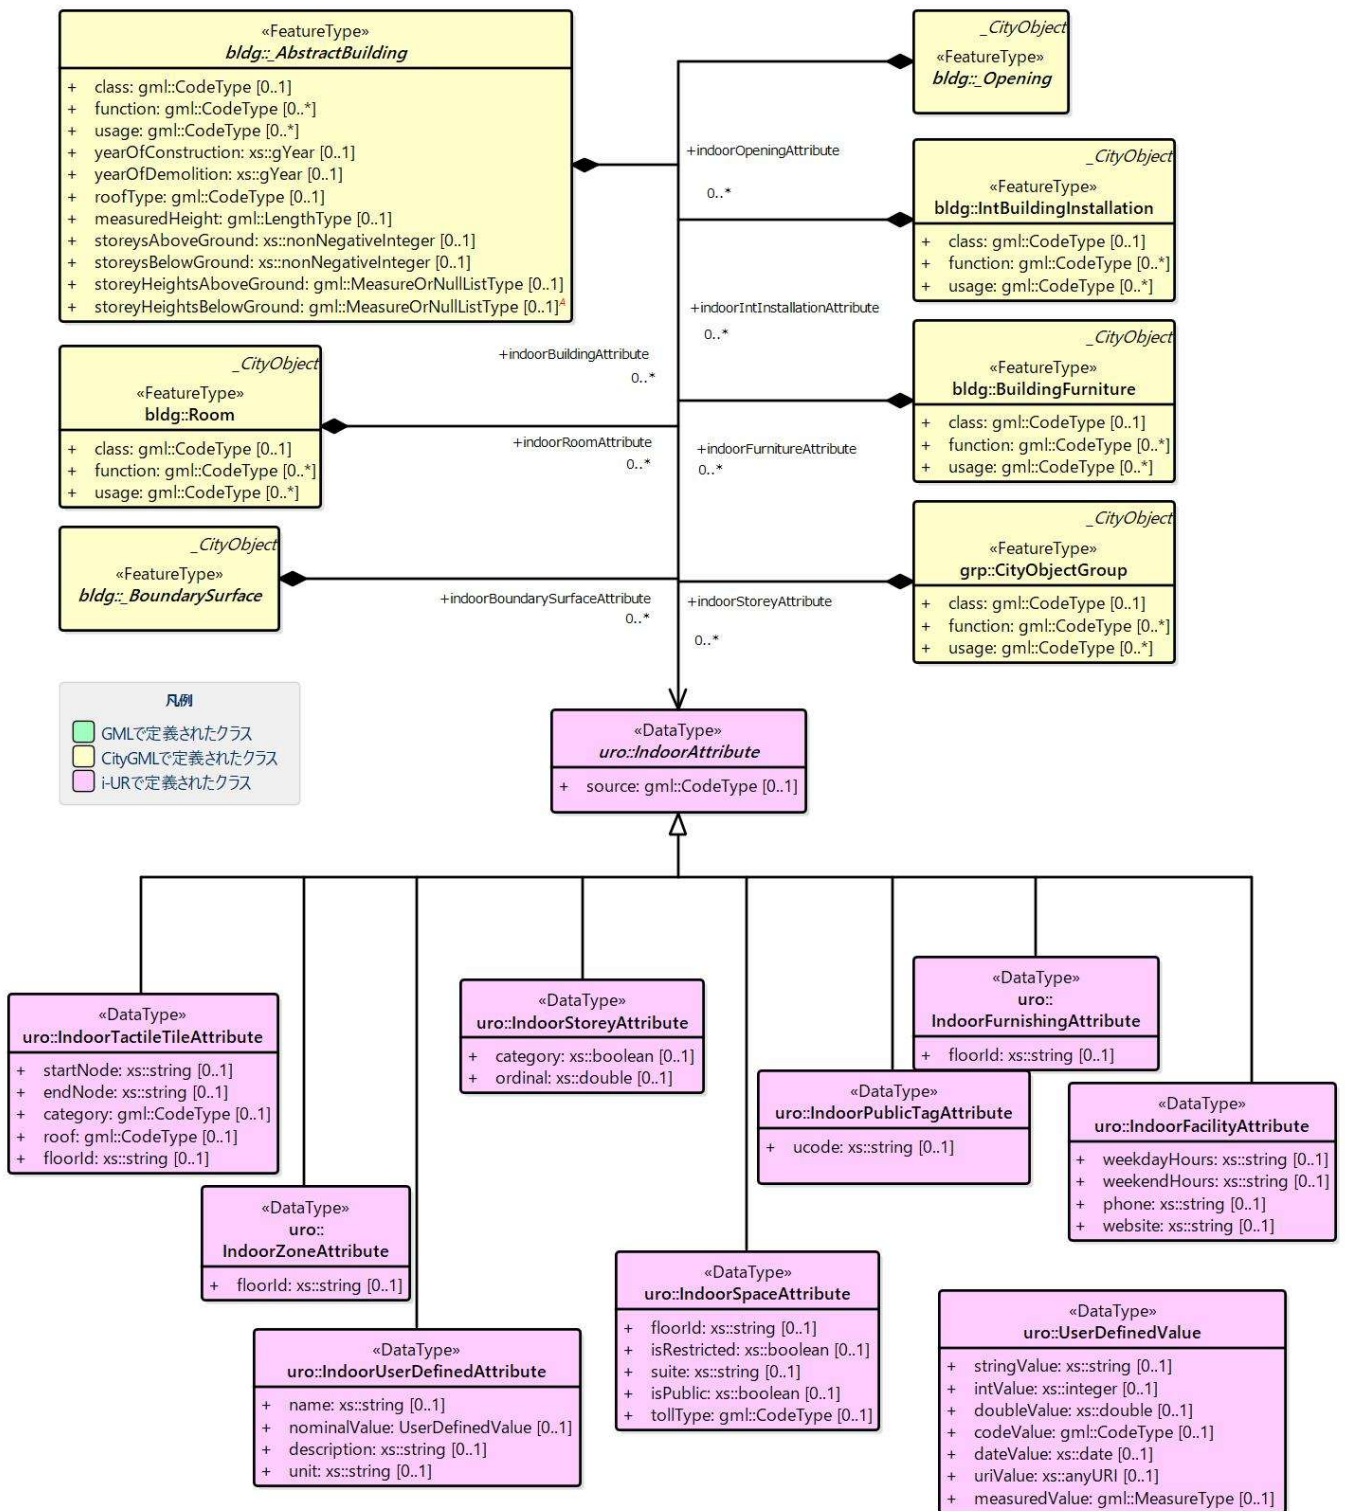 «FeatureType»
bldg::_AbstractBuilding
+ class: gml::CodeType [0..1]
+ function: gml::CodeType [0..*]
+ usage: gml::CodeType [0..*]
+ yearOfConstruction: xs::gYear [0..1]
+ yearOfDemolition: xs::gYear [0..1]
+ roofType: gml::CodeType [0..1]
+ measuredHeight: gml::LengthType [0..1]
+ storeysAboveGround: xs::nonNegativeInteger [0..1]
+ storeysBelowGround: xs::nonNegativeInteger [0..1]
+ storeyHeightsAboveGround: gml::MeasureOrNullListType [0..1]
+ storeyHeightsBelowGround: gml::MeasureOrNullListType [0..1]
_CityObject
«FeatureType»
bldg::_Opening
+indoorOpeningAttribute
0..*
_CityObject
«FeatureType»
bldg::IntBuildingInstallation
+ class: gml::CodeType [0..1]
+ function: gml::CodeType [0..*]
+ usage: gml::CodeType [0..*]
+indoorIntInstallationAttribute
0..*
+indoorBuildingAttribute
0..*
_CityObject
«FeatureType»
bldg::Room
+ class: gml::CodeType [0..1]
+ function: gml::CodeType [0..*]
+ usage: gml::CodeType [0..*]
+indoorRoomAttribute
0..*
_CityObject
«FeatureType»
bldg::BuildingFurniture
+ class: gml::CodeType [0..1]
+ function: gml::CodeType [0..*]
+ usage: gml::CodeType [0..*]
+indoorFurnitureAttribute
0..*
_CityObject
«FeatureType»
bldg::_BoundarySurface
+indoorBoundarySurfaceAttribute
0..*
_CityObject
«FeatureType»
grp::CityObjectGroup
+ class: gml::CodeType [0..1]
+ function: gml::CodeType [0..*]
+ usage: gml::CodeType [0..*]
+indoorStoreyAttribute
0..*
凡例
GMLで定義されたクラス
CityGMLで定義されたクラス
i-URで定義されたクラス
«DataType»
uro::IndoorAttribute
+ source: gml::CodeType [0..1]
«DataType»
uro::IndoorTactileTileAttribute
+ startNode: xs::string [0..1]
+ endNode: xs::string [0..1]
+ category: gml::CodeType [0..1]
+ roof: gml::CodeType [0..1]
+ floorId: xs::string [0..1]
«DataType»
uro::IndoorStoreyAttribute
+ category: xs::boolean [0..1]
+ ordinal: xs::double [0..1]
«DataType»
uro::
IndoorFurnishingAttribute
+ floorId: xs::string [0..1]
«DataType»
uro::IndoorPublicTagAttribute
+ ucode: xs::string [0..1]
«DataType»
uro::IndoorFacilityAttribute
+ weekdayHours: xs::string [0..1]
+ weekendHours: xs::string [0..1]
+ phone: xs::string [0..1]
+ website: xs::string [0..1]
«DataType»
uro::
IndoorZoneAttribute
+ floorId: xs::string [0..1]
«DataType»
uro::IndoorSpaceAttribute
+ floorId: xs::string [0..1]
+ isRestricted: xs::boolean [0..1]
+ suite: xs::string [0..1]
+ isPublic: xs::boolean [0..1]
+ tollType: gml::CodeType [0..1]
«DataType»
uro::IndoorUserDefinedAttribute
+ name: xs::string [0..1]
+ nominalValue: UserDefinedValue [0..1]
+ description: xs::string [0..1]
+ unit: xs::string [0..1]
«DataType»
uro::UserDefinedValue
+ stringValue: xs::string [0..1]
+ intValue: xs::integer [0..1]
+ doubleValue: xs::double [0..1]
+ codeValue: gml::CodeType [0..1]
+ dateValue: xs::date [0..1]
+ uriValue: xs::anyURI [0..1]
+ measuredValue: gml::MeasureType [0..1]